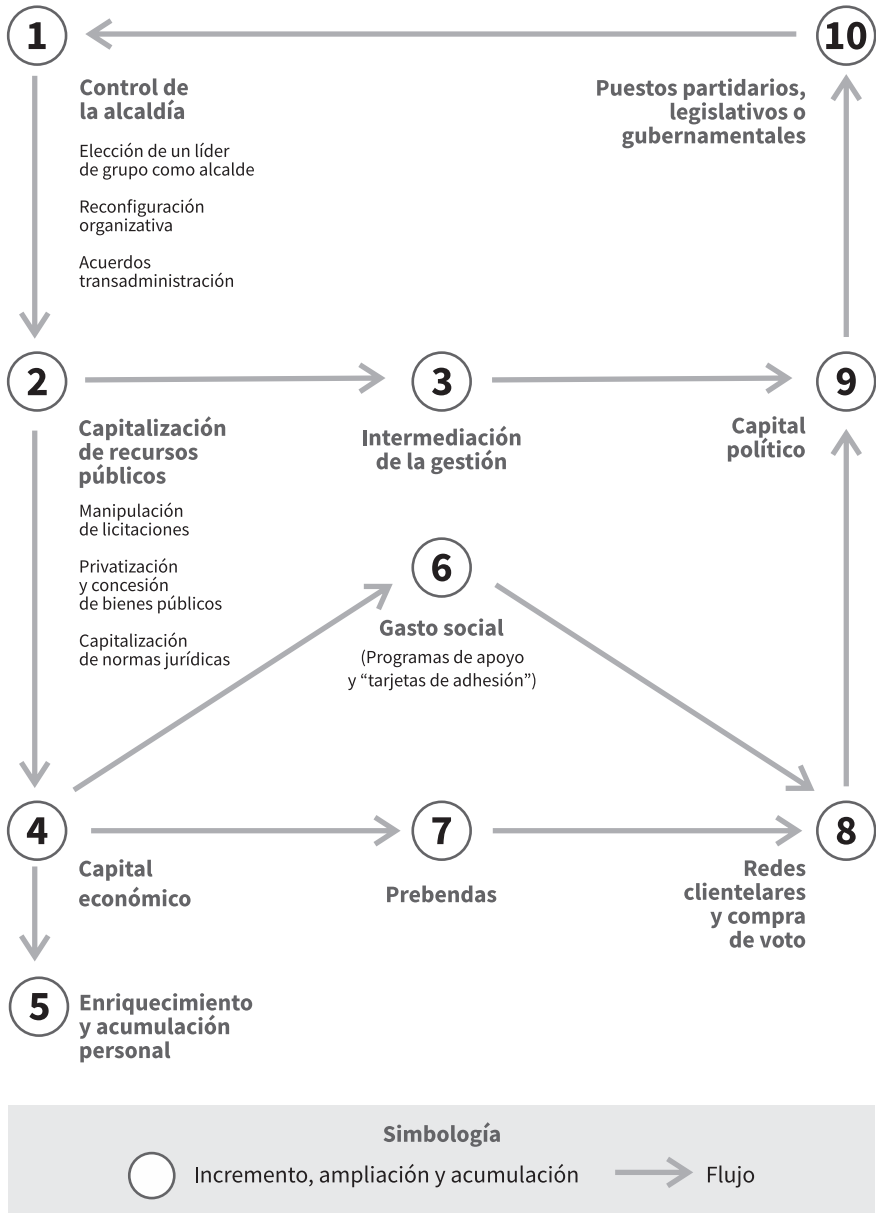 1
10
Control de
la alcaldía
Elección de un líder
de grupo como alcalde
Reconfiguración
organizativa
Acuerdos
transadministración
Puestos partidarios,
legislativos o
gubernamentales
2
3
9
Capitalización
de recursos
públicos
Manipulación
de licitaciones
Privatización
y concesión
de bienes públicos
Capitalización
de normas jurídicas
Intermediación
de la gestión
Capital
político
6
Gasto social
(Programas de apoyo
y “tarjetas de adhesión”)
4
7
8
Capital
económico
Prebendas
Redes
clientelares
y compra
de voto
5
Enriquecimiento
y acumulación
personal
Simbología
Incremento, ampliación y acumulación
Flujo